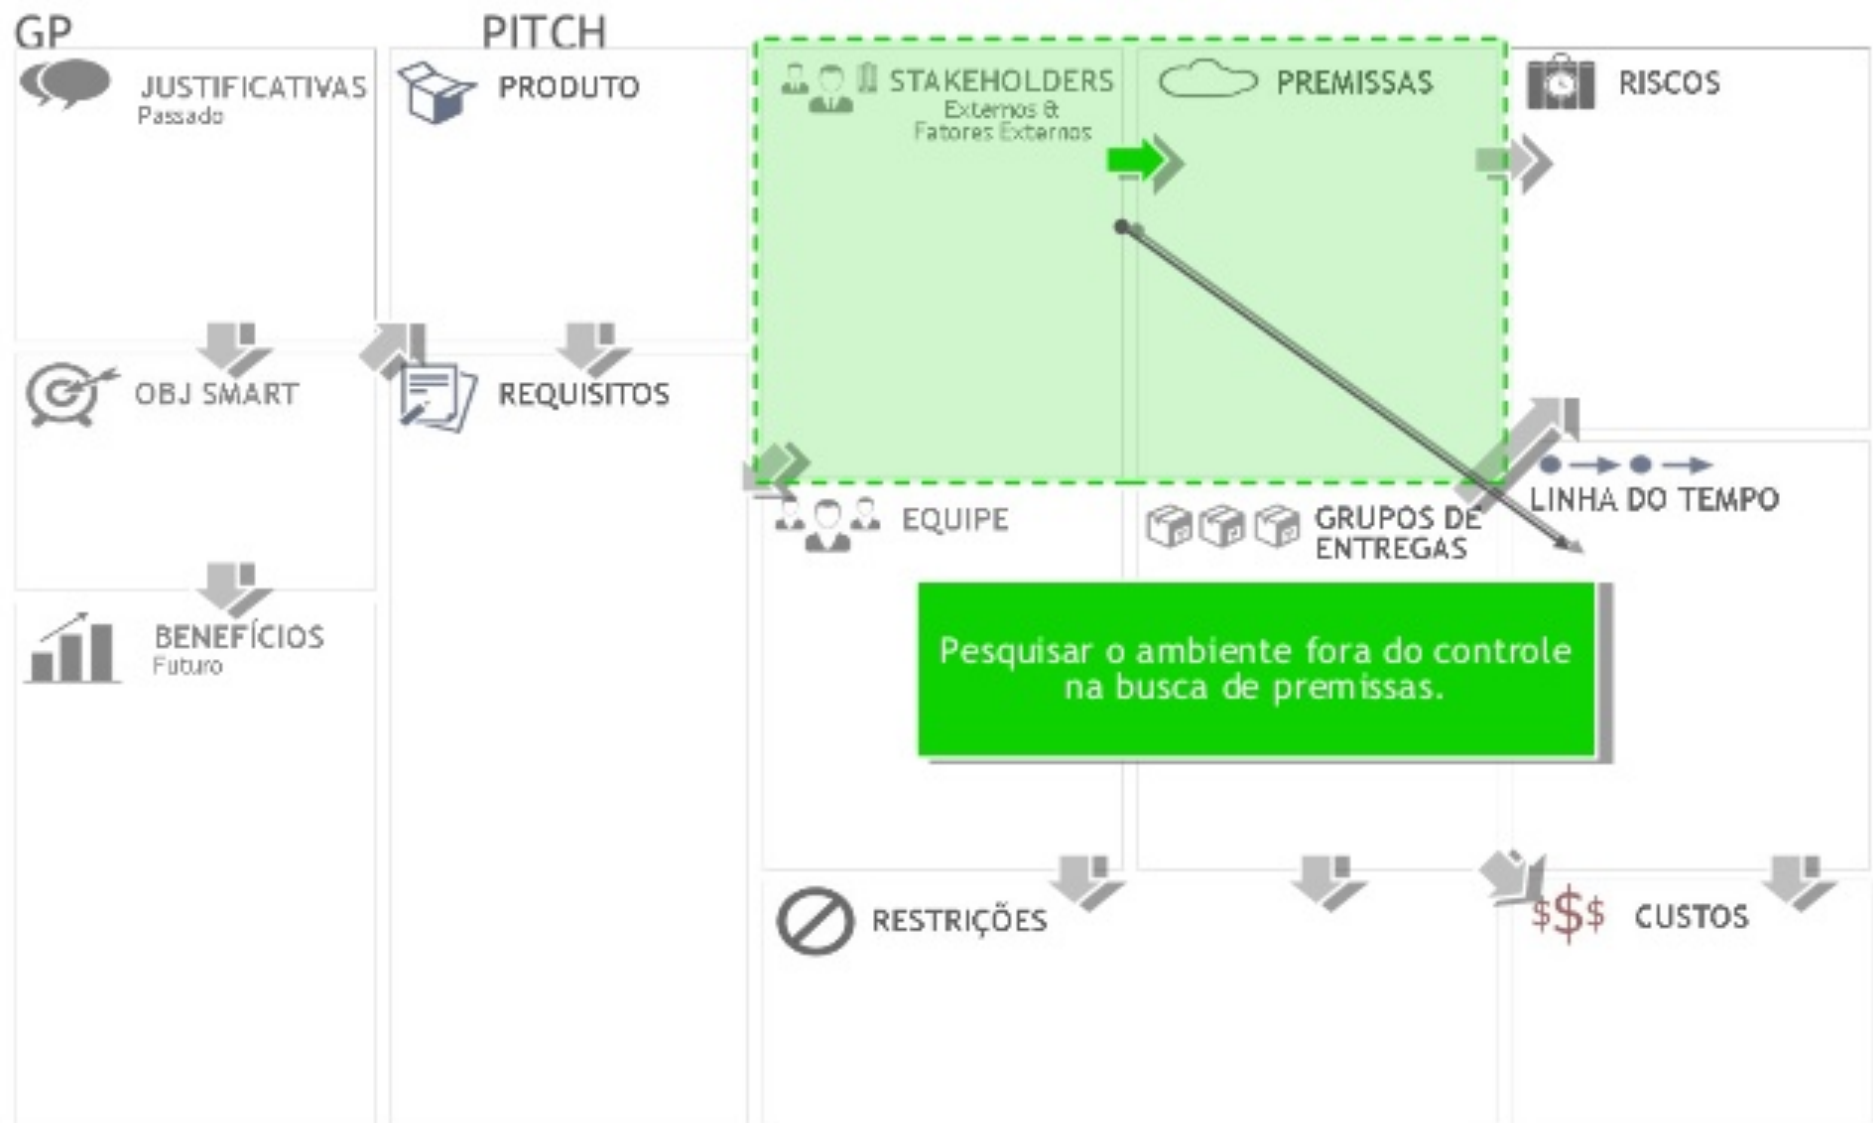 GP
PITCH
JUSTIFICATIVAS
Passado
PRODUTO
STAKEHOLDERS
Externos &
Fatores Externos
PREMISSAS
RISCOS
OBJ SMART
REQUISITOS
EQUIPE
GRUPOS DE
ENTREGAS
LINHA DO TEMPO
BENEFÍCIOS
Futuro
Pesquisar o ambiente fora do controle
na busca de premissas.
RESTRIÇÕES
$$$
CUSTOS